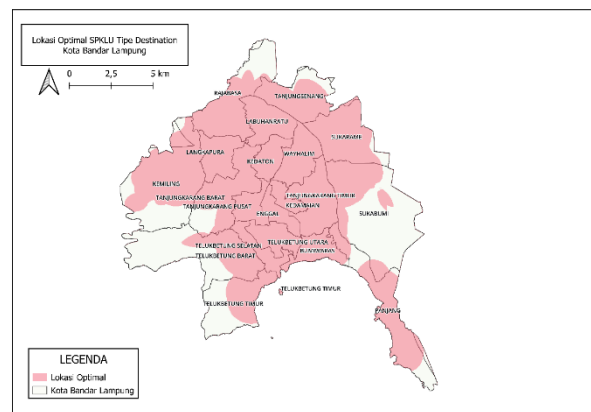 Lokasi Optimal SPKLU Tipe Destination
Kota Bandar Lampung
0 2,5 5 km
RAJABASA
TANJUNGSENANG
LABUHANRATU
SUKARAME
LANGKAPURA
KEDATON
WAYHALIM
KEMILING
TANJUNGKARANG BARAT
TANJUNGKARANG TIMUR
TANJUNGKARANG PUSAT
KEDAMAIAN
ENGGAL
SUKABUMI
TELUKBETUNG SELATAN
TELUKBETUNG UTARA
BUMIWARAS
TELUKBETUNG BARAT
TELUKBETUNG TIMUR
TELUKBETUNG TIMUR
PANJANG
LEGENDA
Lokasi Optimal
Kota Bandar Lampung